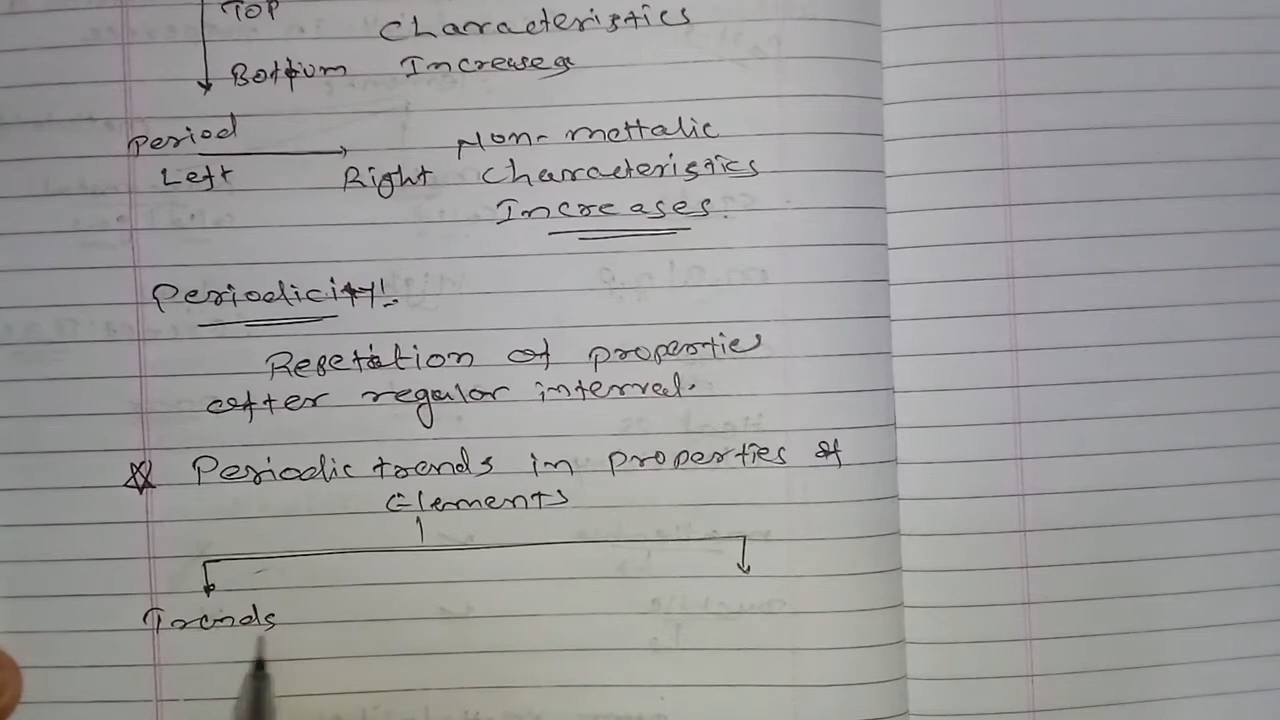 TOP Characteristics
Bottom Increases
Period Non-mettalic
Left Right Characteristics
Increases.
Periodicity:
Repetition of propertie
after regular interval.
Periodic trends in properties of
Elements
Trends